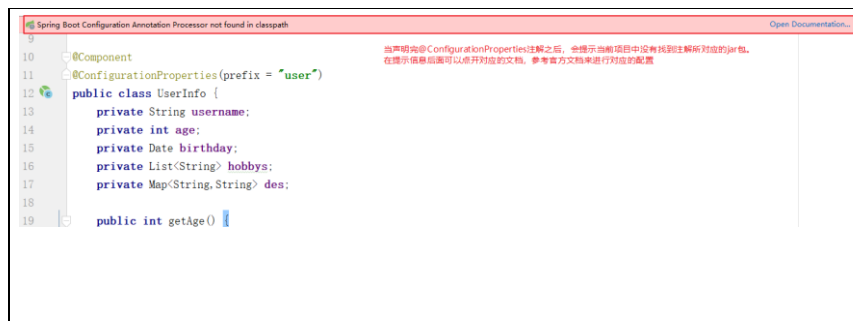 Spring Boot Configuration Annotation Processor not found in classpath
Open Documentation...
9
10 @Component
当声明完@ConfigurationProperties注解之后，会提示当前项目中没有找到注解所对应的jar包。
在提示信息后面可以点开对应的文档，参考官方文档来进行对应的配置
11 @ConfigurationProperties(prefix = "user")
12 public class UserInfo {
13 private String username;
14 private int age;
15 private Date birthday;
16 private List<String> hobbys;
17 private Map<String,String> des;
18
19 public int getAge() {